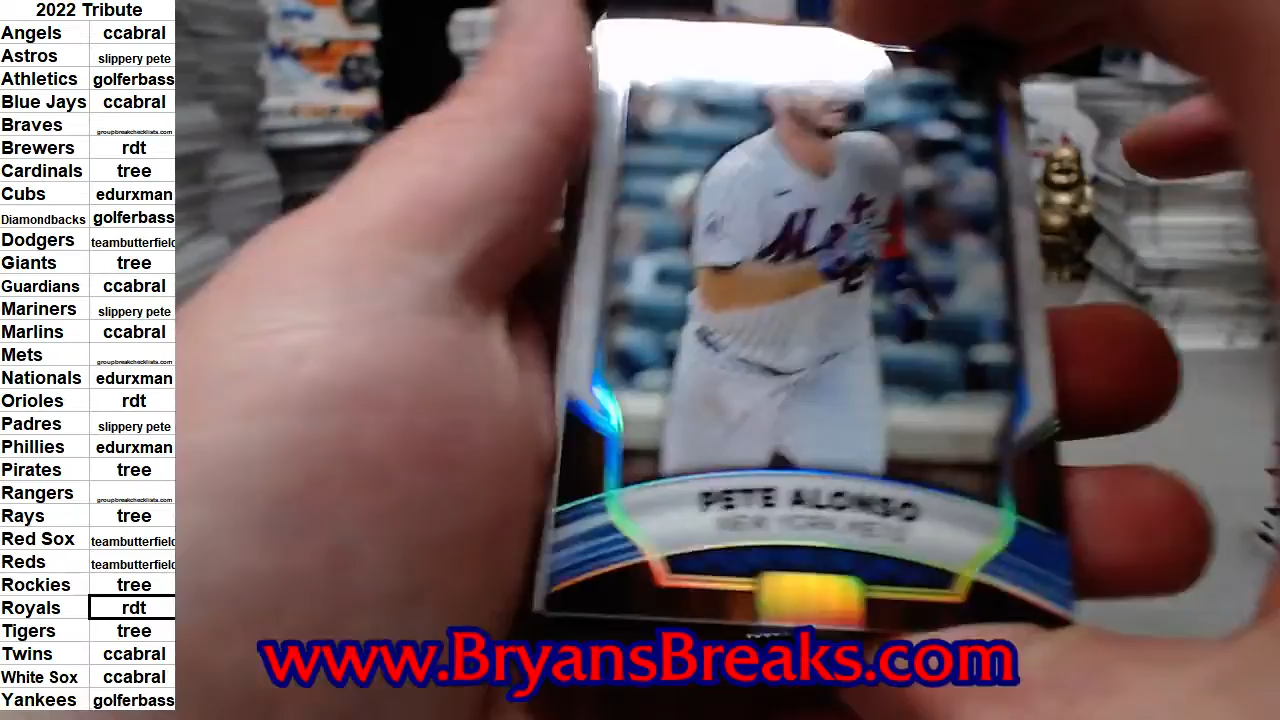 2022 Tribute
Angels ccabral
Astros slippery pete
Athletics golferbass
Blue Jays ccabral
Braves groupbreakchecklists.com
Brewers rdt
Cardinals tree
Cubs edurxman
Diamondbacks golferbass
Dodgers teambutterfield
Giants tree
Guardians ccabral
Mariners slippery pete
Marlins ccabral
Mets groupbreakchecklists.com
Nationals edurxman
Orioles rdt
Padres slippery pete
Phillies edurxman
Pirates tree
Rangers groupbreakchecklists.com
Rays tree
Red Sox teambutterfield
Reds teambutterfield
Rockies tree
Royals rdt
Tigers tree
Twins ccabral
White Sox ccabral
Yankees golferbass
Mets
PETE ALONSO
NEW YORK METS
www.BryansBreaks.com